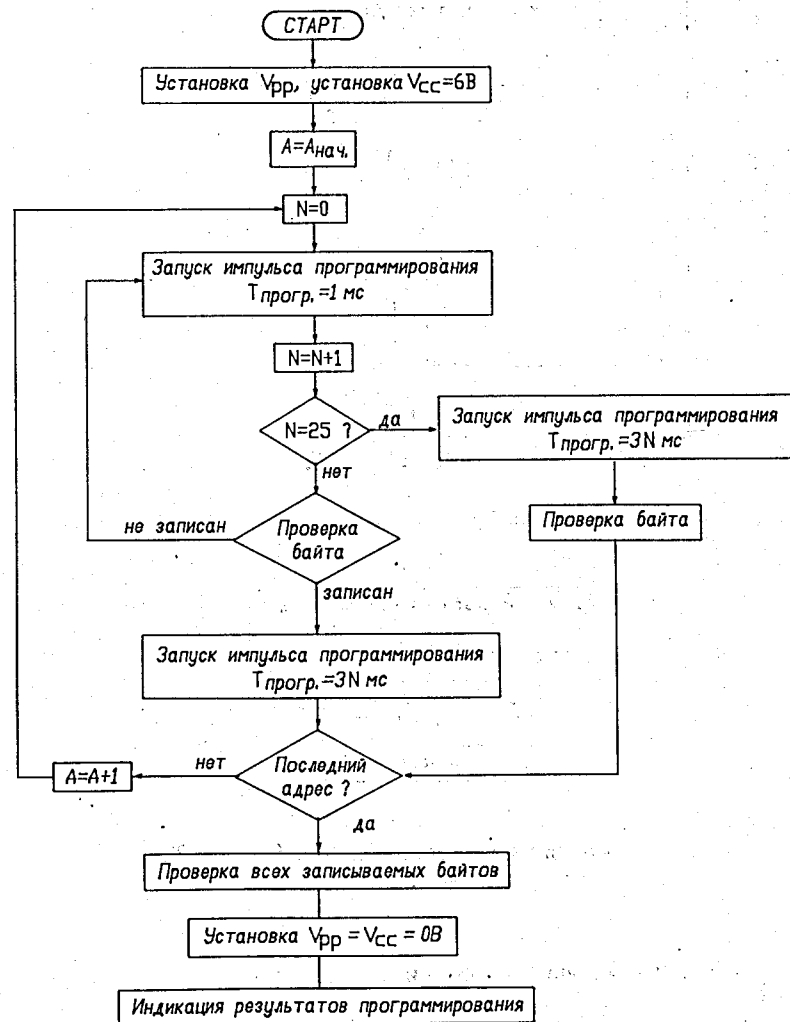 СТАРТ
Установка Vpp, установка Vcc=6В
A=Aнач.
N=0
Запуск импульса программирования
Tпрогр.=1 мс
N=N+1
N=25 ?
да
нет
Запуск импульса программирования
Tпрогр.=3N мс
Проверка байта
не записан
Проверка
байта
записан
Запуск импульса программирования
Tпрогр.=3N мс
Последний
адрес ?
нет
A=A+1
да
Проверка всех записываемых байтов
Установка Vpp = Vcc = 0В
Индикация результатов программирования